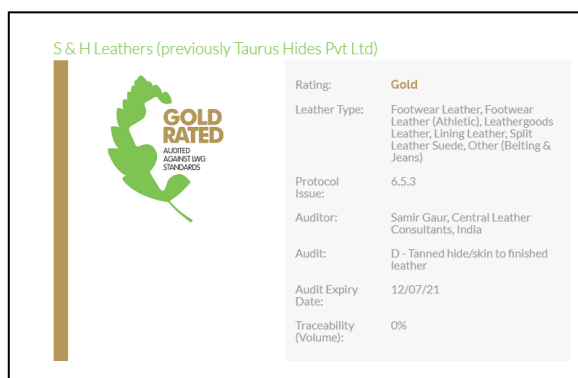 S & H Leathers (previously Taurus Hides Pvt Ltd)
GOLD
RATED
AUDITED
AGAINST LWG
STANDARDS
Rating: Gold
Leather Type: Footwear Leather, Footwear
Leather (Athletic), Leathergoods
Leather, Lining Leather, Split
Leather Suede, Other (Belting &
Jeans)
Protocol 6.5.3
Issue:
Auditor: Samir Gaur, Central Leather
Consultants, India
Audit: D - Tanned hide/skin to finished
leather
Audit Expiry 12/07/21
Date:
Traceability 0%
(Volume):